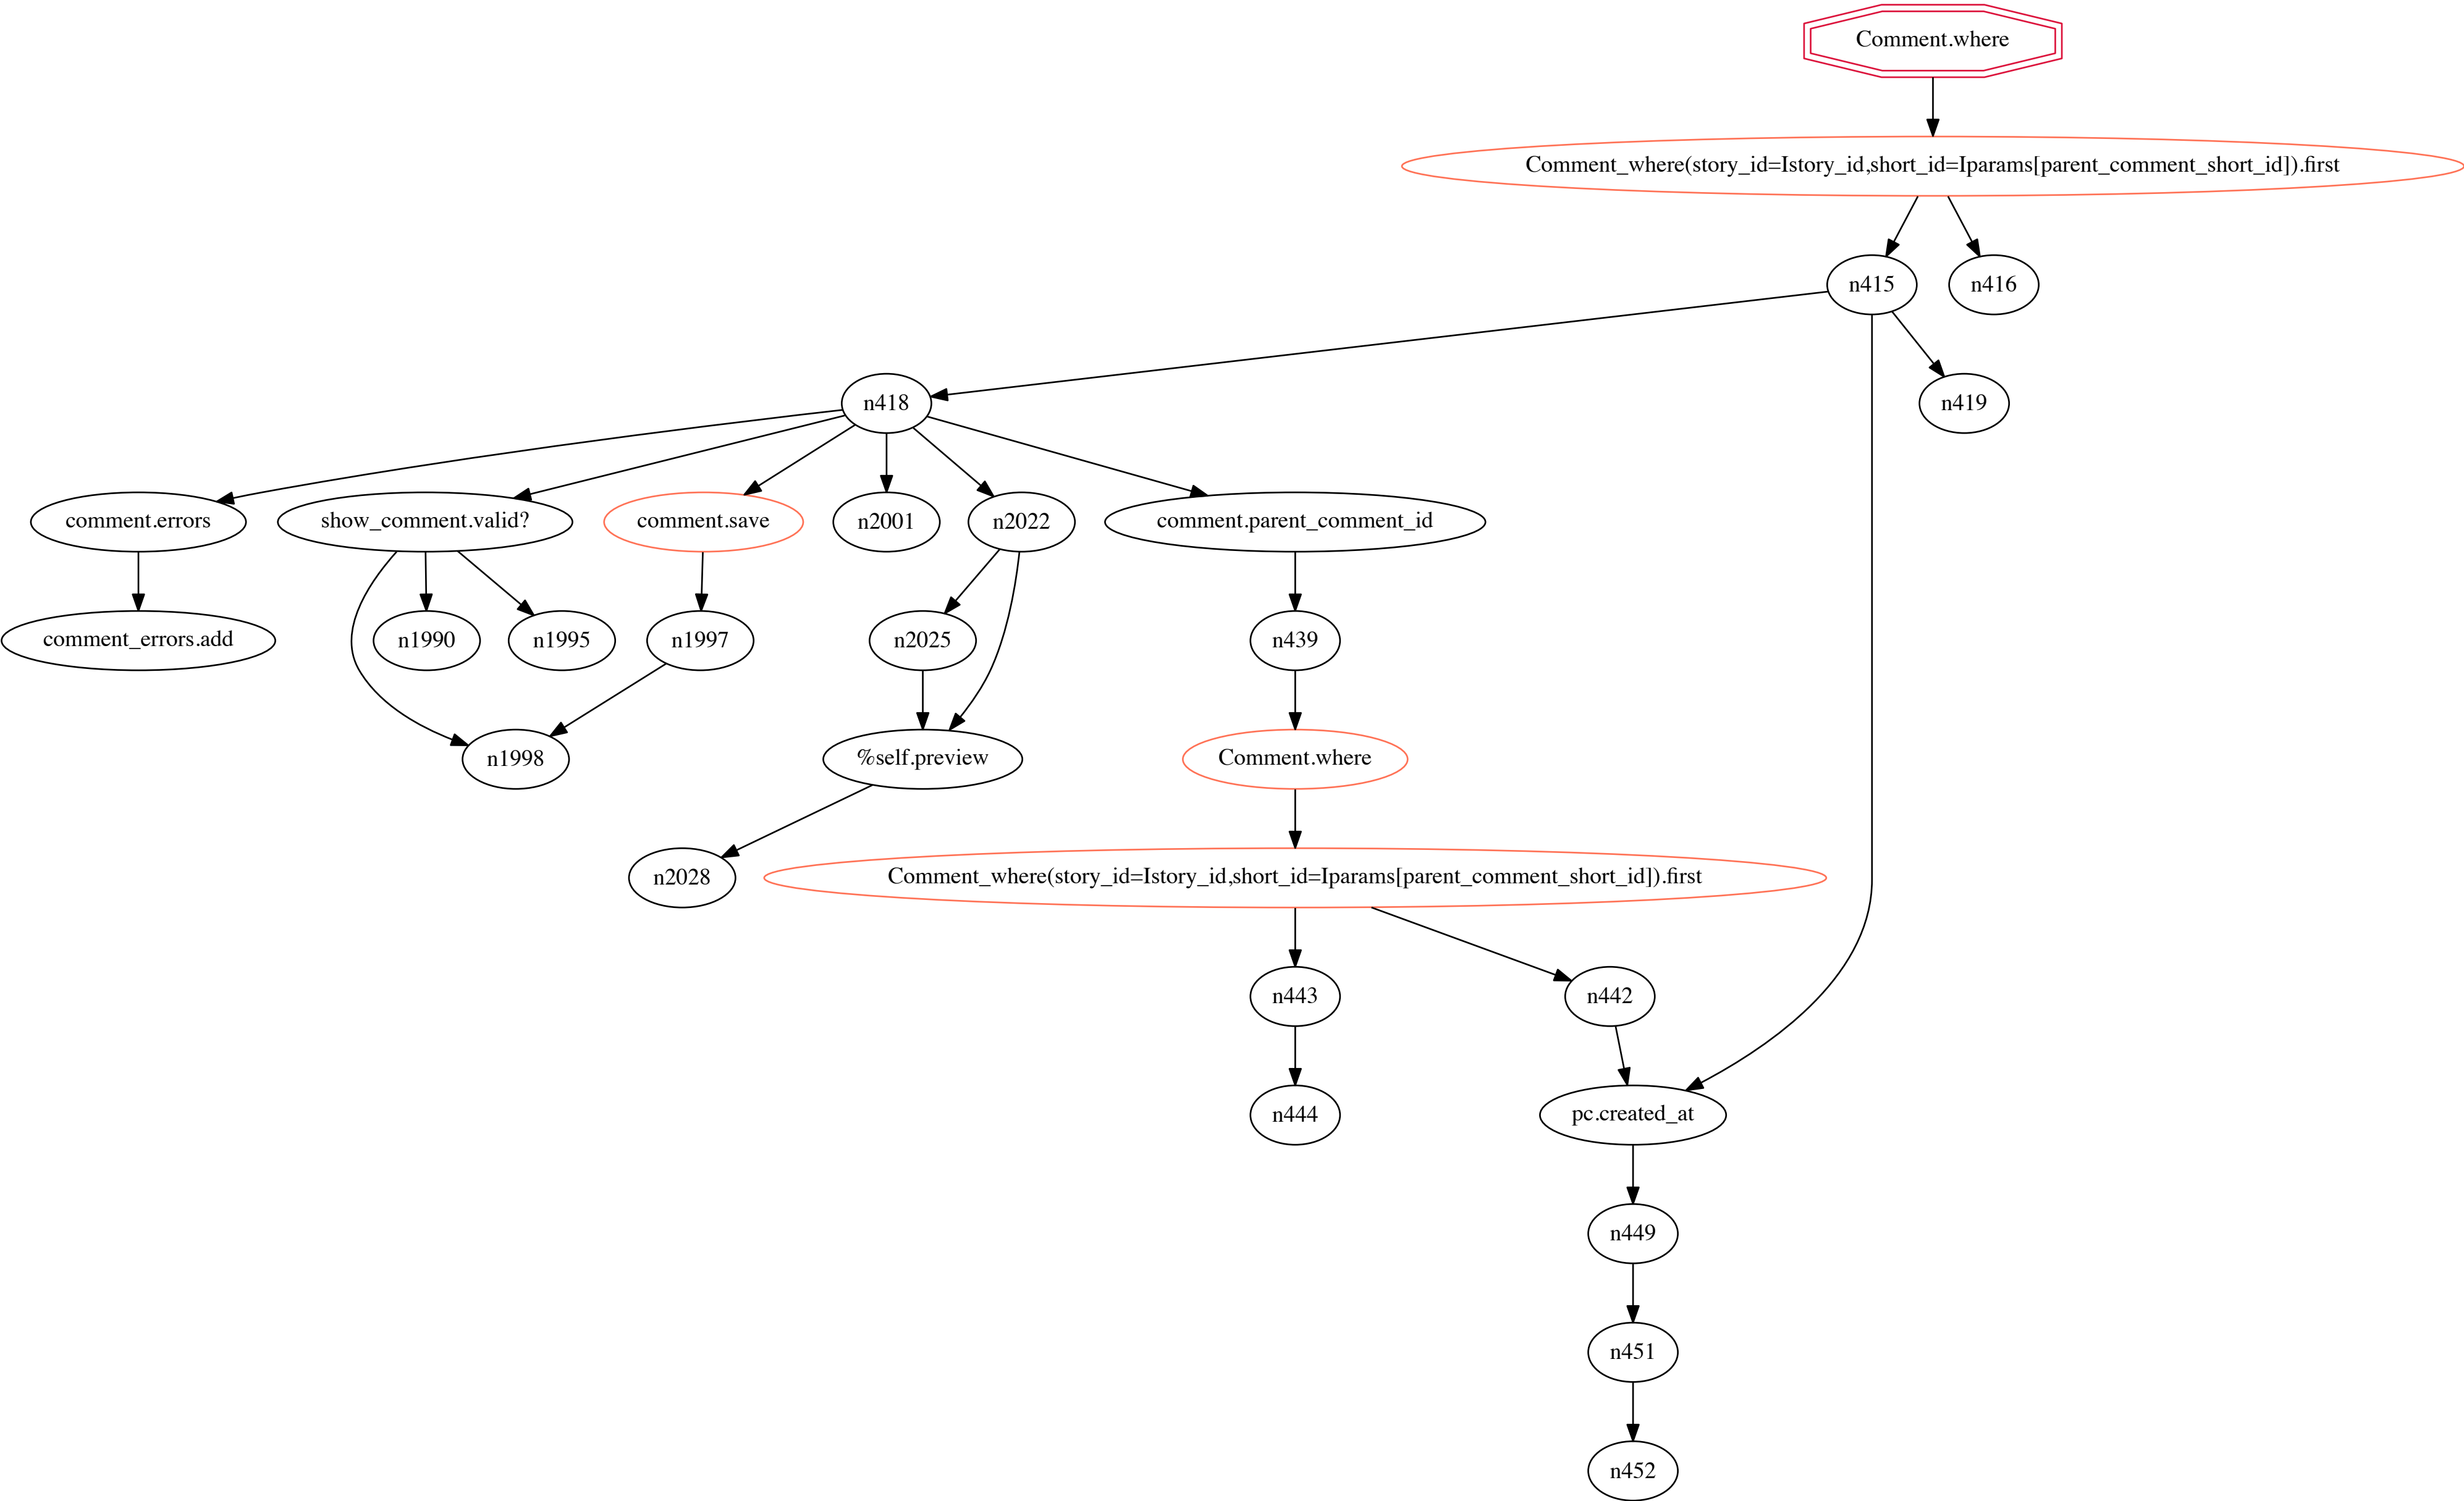 Comment.where
Comment_where(story_id=Istory_id,short_id=Iparams[parent_comment_short_id]).first
n415
n416
n418
n419
comment.errors
show_comment.valid?
comment.save
n2001
n2022
comment.parent_comment_id
comment_errors.add
n1990
n1995
n1997
n2025
n439
n1998
%self.preview
Comment.where
n2028
Comment_where(story_id=Istory_id,short_id=Iparams[parent_comment_short_id]).first
n443
n442
n444
pc.created_at
n449
n451
n452